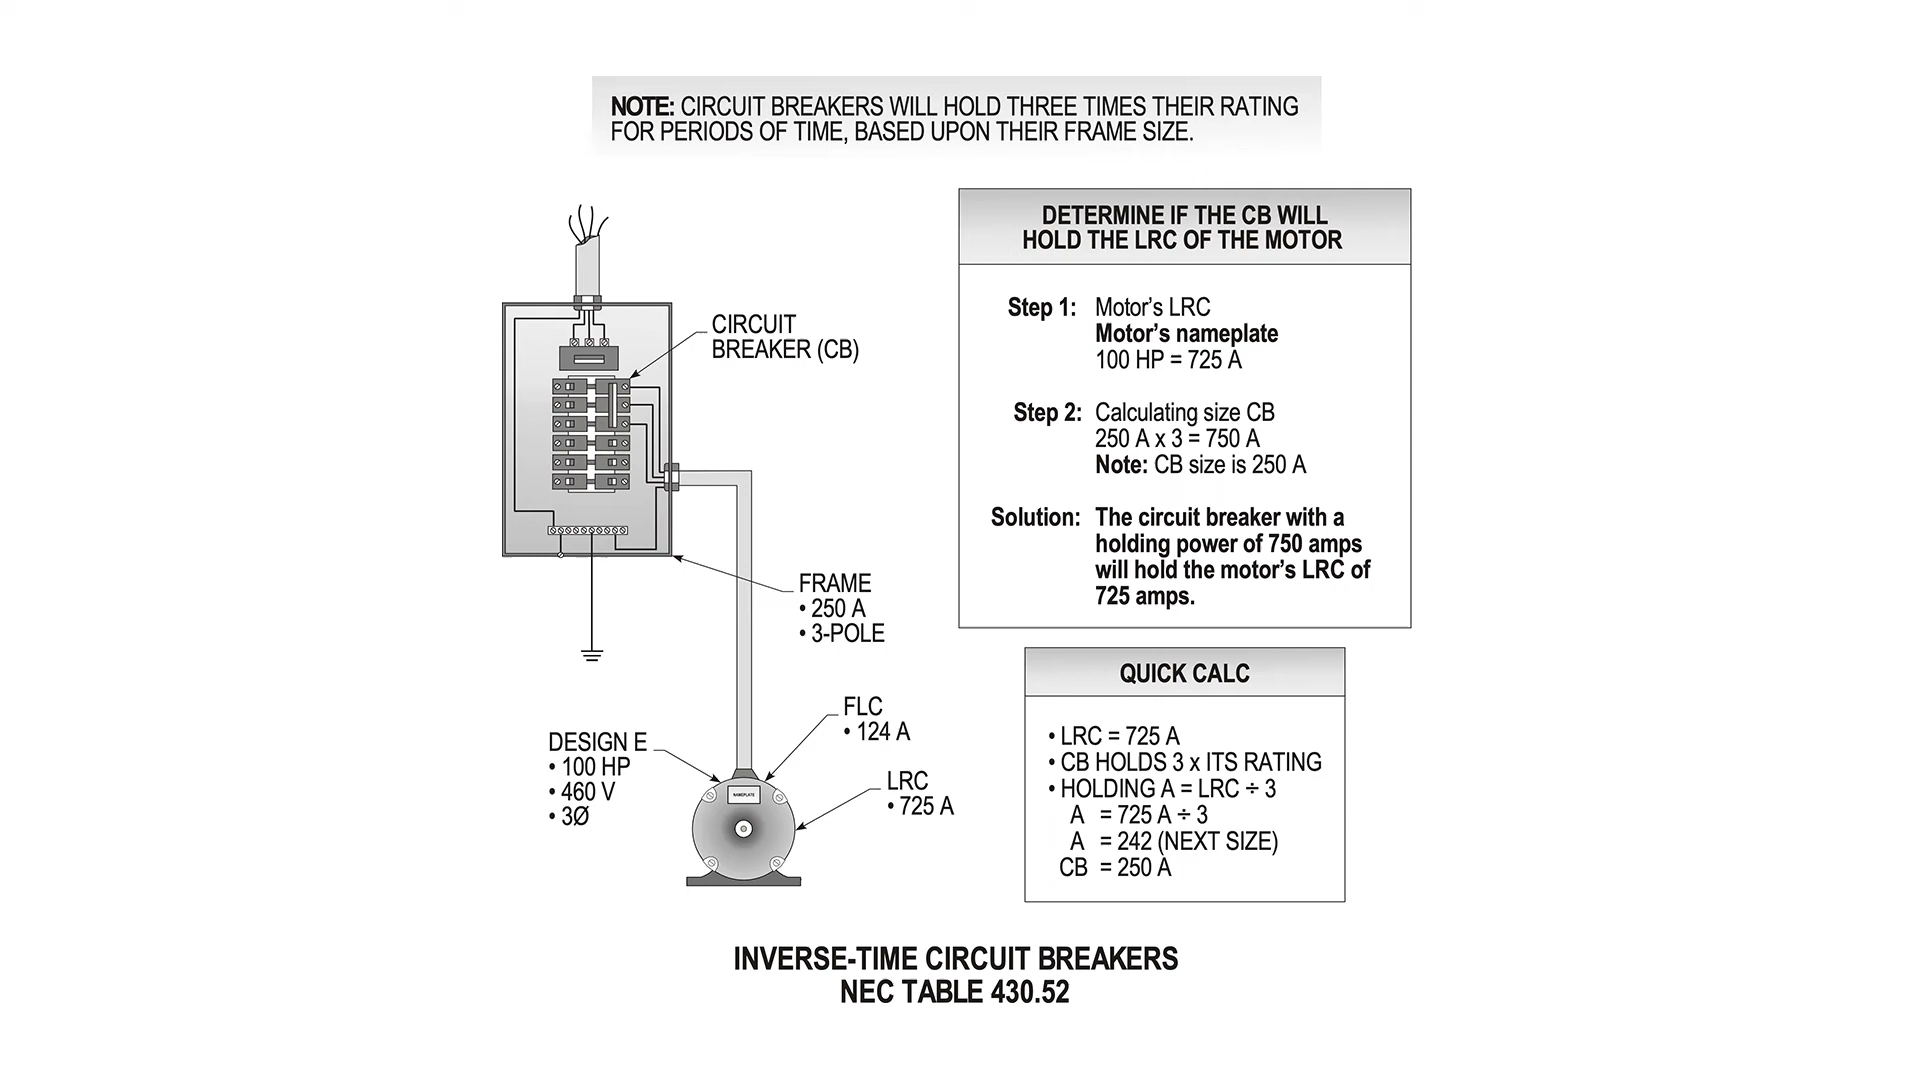 NOTE: CIRCUIT BREAKERS WILL HOLD THREE TIMES THEIR RATING
FOR PERIODS OF TIME, BASED UPON THEIR FRAME SIZE.
CIRCUIT
BREAKER (CB)
FRAME
• 250 A
• 3-POLE
FLC
• 124 A
DESIGN E
• 100 HP
• 460 V
• 3Ø
LRC
• 725 A
NAMEPLATE
DETERMINE IF THE CB WILL
HOLD THE LRC OF THE MOTOR
Step 1: Motor’s LRC
Motor’s nameplate
100 HP = 725 A
Step 2: Calculating size CB
250 A x 3 = 750 A
Note: CB size is 250 A
Solution: The circuit breaker with a
holding power of 750 amps
will hold the motor’s LRC of
725 amps.
QUICK CALC
• LRC = 725 A
• CB HOLDS 3 x ITS RATING
• HOLDING A = LRC ÷ 3
A = 725 A ÷ 3
A = 242 (NEXT SIZE)
CB = 250 A
INVERSE-TIME CIRCUIT BREAKERS
NEC TABLE 430.52